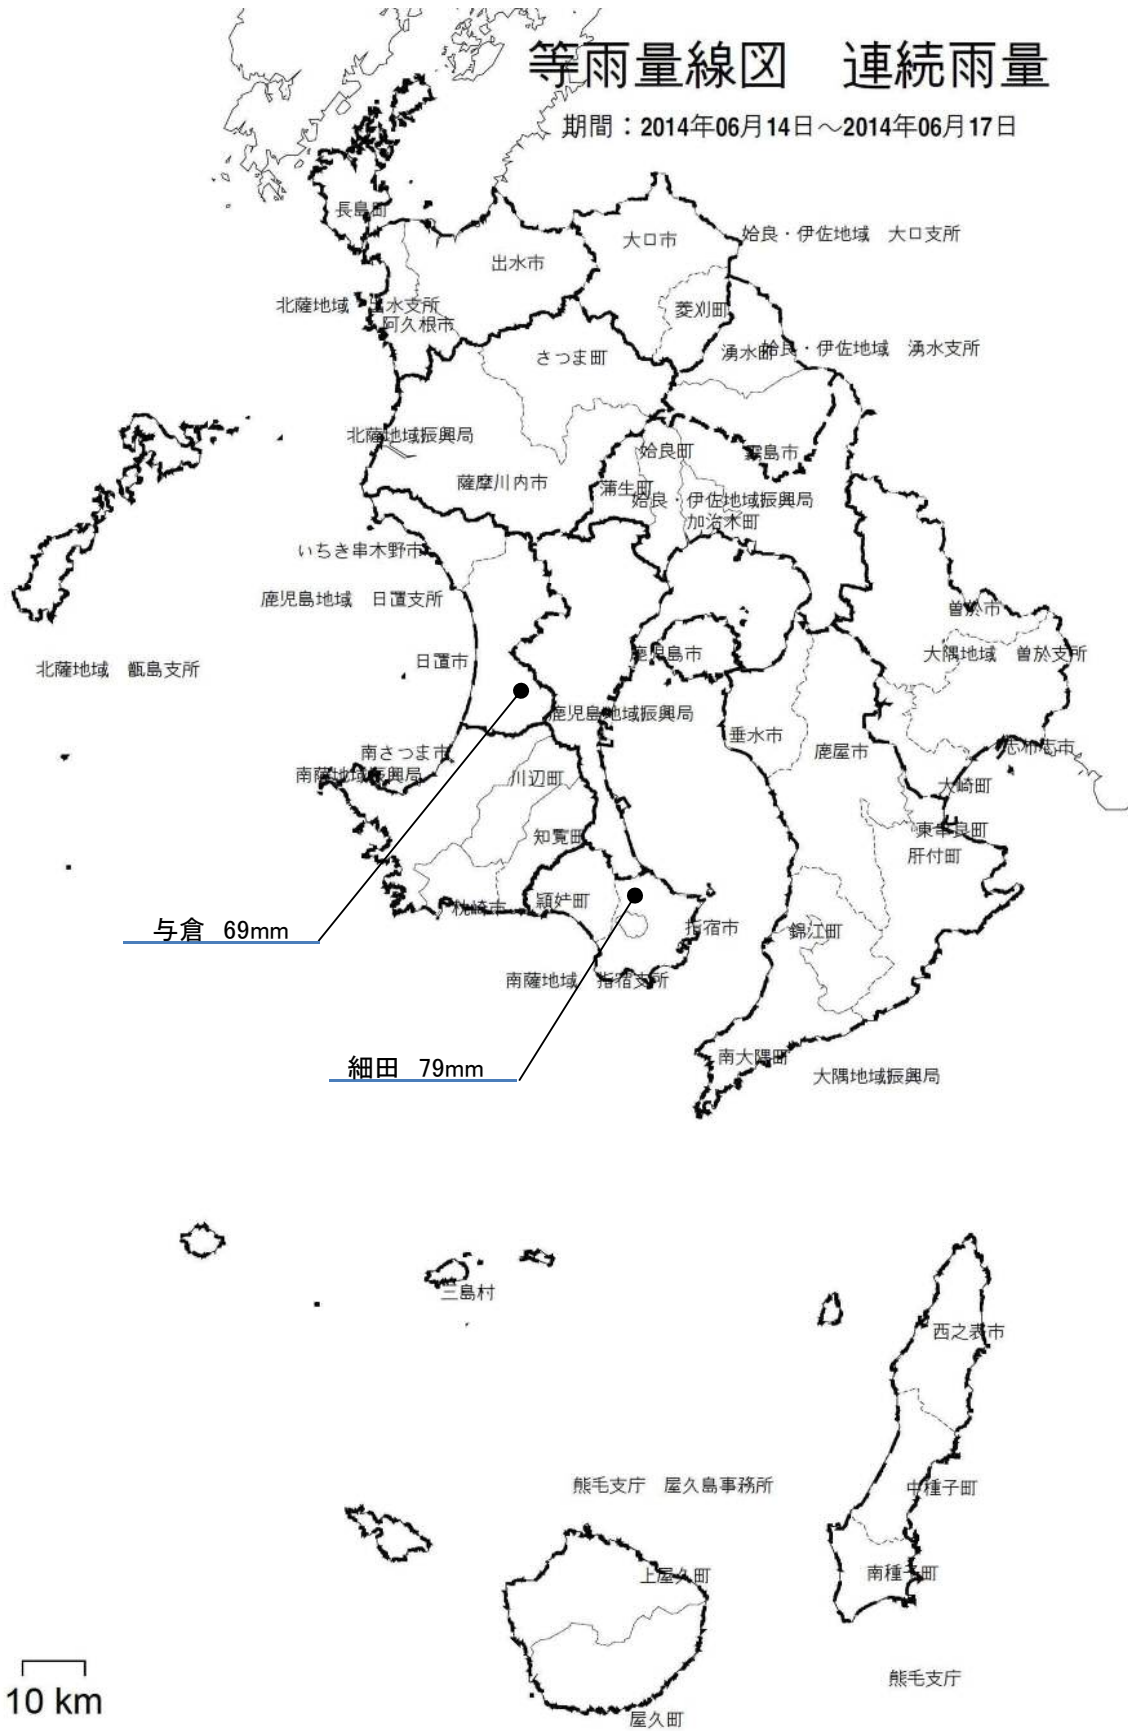 等雨量線図　連続雨量
期間：2014年06月14日～2014年06月17日
長島町
大口市
姶良・伊佐地域　大口支所
出水市
北薩地域　出水支所
阿久根市
菱刈町
湧水町
姶良・伊佐地域　湧水支所
さつま町
北薩地域振興局
姶良町
霧島市
薩摩川内市
蒲生町
姶良・伊佐地域振興局
加治木町
いちき串木野市
鹿児島地域　日置支所
曽於市
北薩地域　甑島支所
日置市
鹿児島市
大隅地域　曽於支所
鹿児島地域振興局
垂水市
鹿屋市
志布志市
南さつま市
南薩地域振興局
川辺町
大崎町
知覧町
東串良町
肝付町
枕崎市
頴娃町
指宿市
錦江町
与倉　69mm
南薩地域　指宿支所
細田　79mm
南大隅町
大隅地域振興局
三島村
西之表市
熊毛支庁　屋久島事務所
中種子町
上屋久町
南種子町
熊毛支庁
10 km
屋久町